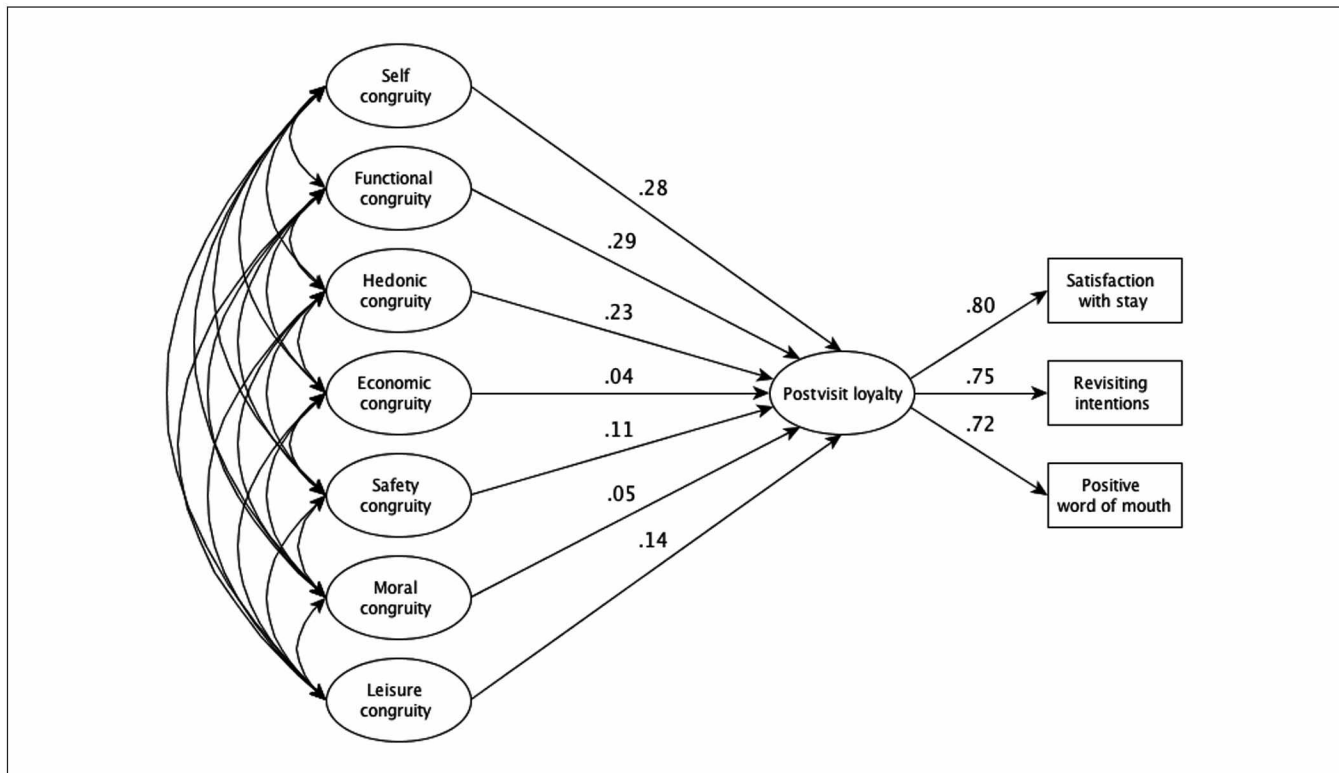 Self
congruity
Functional
congruity
Hedonic
congruity
Economic
congruity
Safety
congruity
Moral
congruity
Leisure
congruity
.28
.29
.23
.04
.11
.05
.14
Postvisit loyalty
.80
.75
.72
Satisfaction
with stay
Revisiting
intentions
Positive
word of mouth